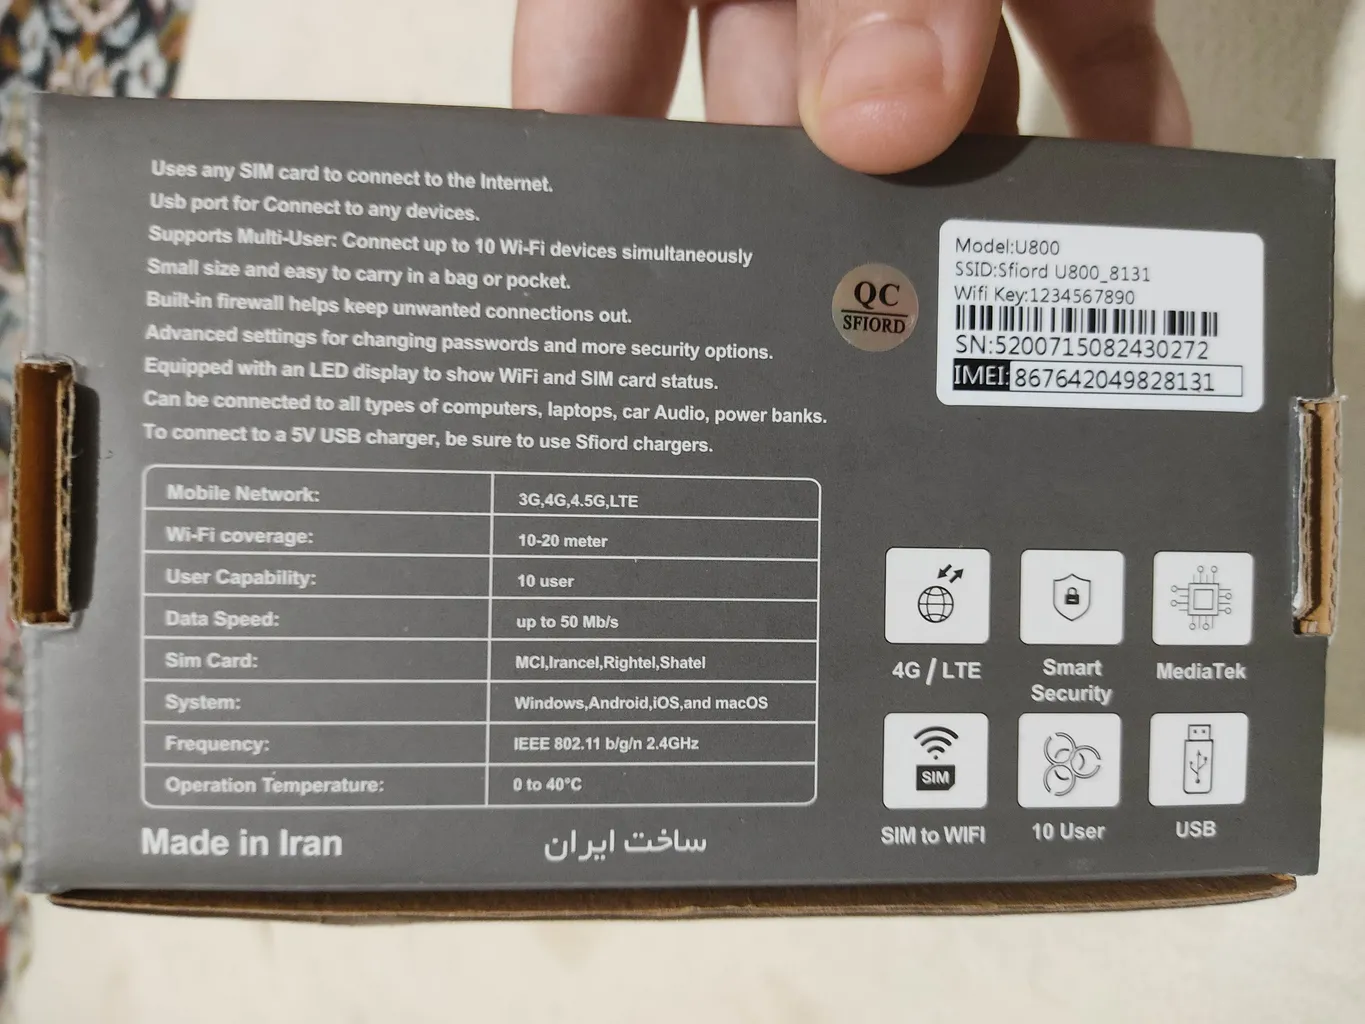 Uses any SIM card to connect to the Internet.
Usb port for Connect to any devices.
Supports Multi-User: Connect up to 10 Wi-Fi devices simultaneously
Small size and easy to carry in a bag or pocket.
Built-in firewall helps keep unwanted connections out.
Advanced settings for changing passwords and more security options.
Equipped with an LED display to show WiFi and SIM card status.
Can be connected to all types of computers, laptops, car Audio, power banks.
To connect to a 5V USB charger, be sure to use Sfiord chargers.
Mobile Network: 3G,4G,4.5G,LTE
Wi-Fi coverage: 10-20 meter
User Capability: 10 user
Data Speed: up to 50 Mb/s
Sim Card: MCI,Irancel,Rightel,Shatel
System: Windows,Android,iOS,and macOS
Frequency: IEEE 802.11 b/g/n 2.4GHz
Operation Temperature: 0 to 40°C
Made in Iran
ساخت ایران
QC
SFIORD
Model:U800
SSID:Sfiord U800_8131
Wifi Key:1234567890
SN:5200715082430272
IMEI:867642049828131
4G / LTE
Smart
Security
MediaTek
SIM
SIM to WIFI
10 User
USB